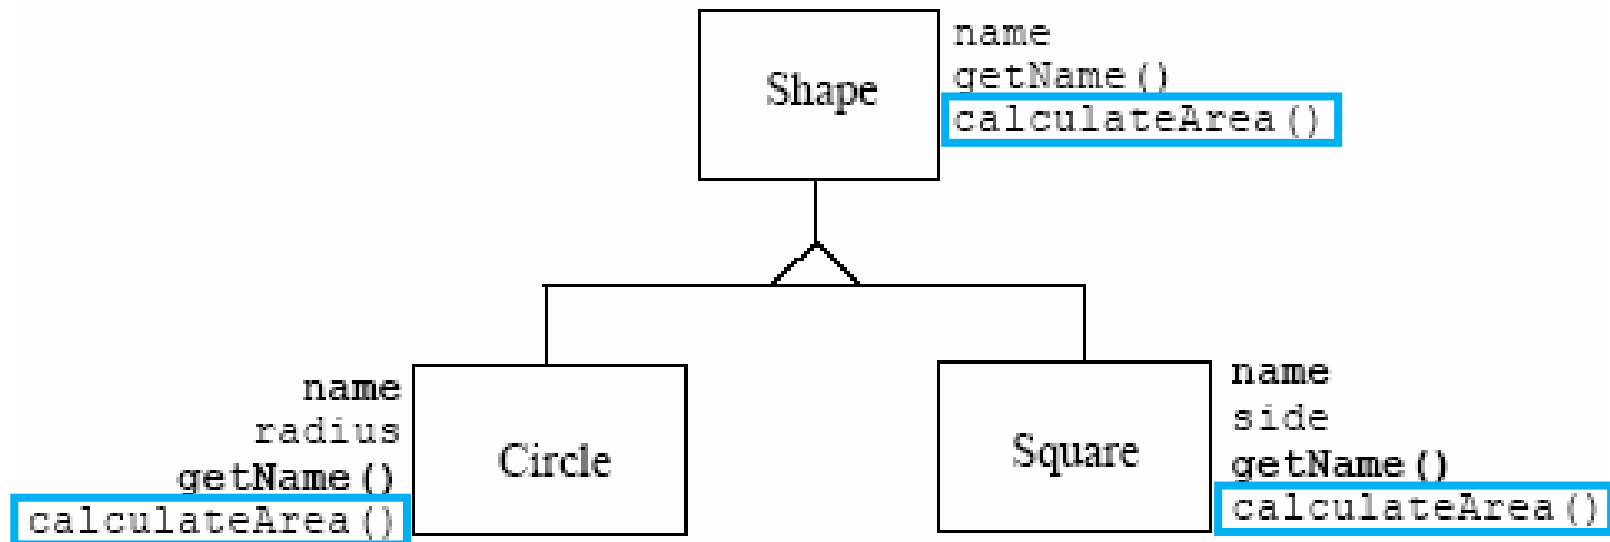 name
getName()
Shape
calculateArea()
name
radius
getName()
calculateArea()
Circle
Square
name
side
getName()
calculateArea()